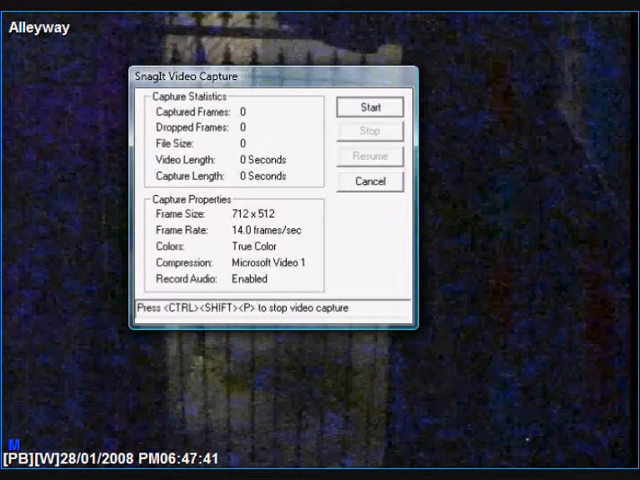 Alleyway
SnagIt Video Capture
Capture Statistics
Captured Frames: 0
Dropped Frames: 0
File Size: 0
Video Length: 0 Seconds
Capture Length: 0 Seconds
Start
Stop
Resume
Cancel
Capture Properties
Frame Size: 712 x 512
Frame Rate: 14.0 frames/sec
Colors: True Color
Compression: Microsoft Video 1
Record Audio: Enabled
Press <CTRL><SHIFT><P> to stop video capture
M
[PB][W]28/01/2008 PM06:47:41